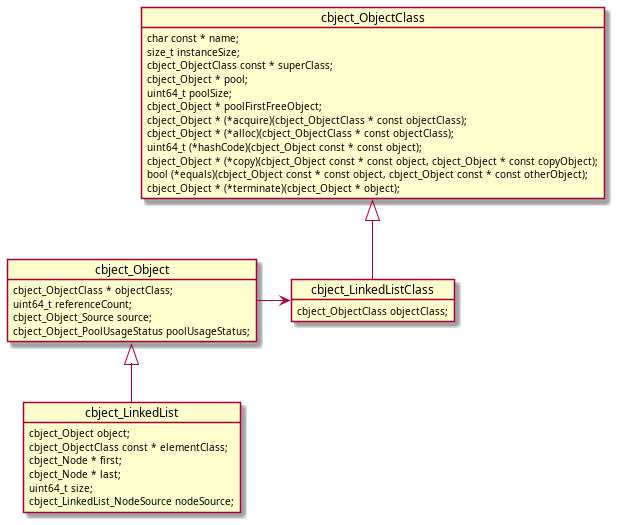 cbject_ObjectClass
char const * name;
size_t instanceSize;
cbject_ObjectClass const * superClass;
cbject_Object * pool;
uint64_t poolSize;
cbject_Object * poolFirstFreeObject;
cbject_Object * (*acquire)(cbject_ObjectClass * const objectClass);
cbject_Object * (*alloc)(cbject_ObjectClass * const objectClass);
uint64_t (*hashCode)(cbject_Object const * const object);
cbject_Object * (*copy)(cbject_Object const * const object, cbject_Object * const copyObject);
bool (*equals)(cbject_Object const * const object, cbject_Object const * const otherObject);
cbject_Object * (*terminate)(cbject_Object * object);
cbject_Object
cbject_ObjectClass * objectClass;
uint64_t referenceCount;
cbject_Object_Source source;
cbject_Object_PoolUsageStatus poolUsageStatus;
cbject_LinkedListClass
cbject_ObjectClass objectClass;
cbject_LinkedList
cbject_Object object;
cbject_ObjectClass const * elementClass;
cbject_Node * first;
cbject_Node * last;
uint64_t size;
cbject_LinkedList_NodeSource nodeSource;